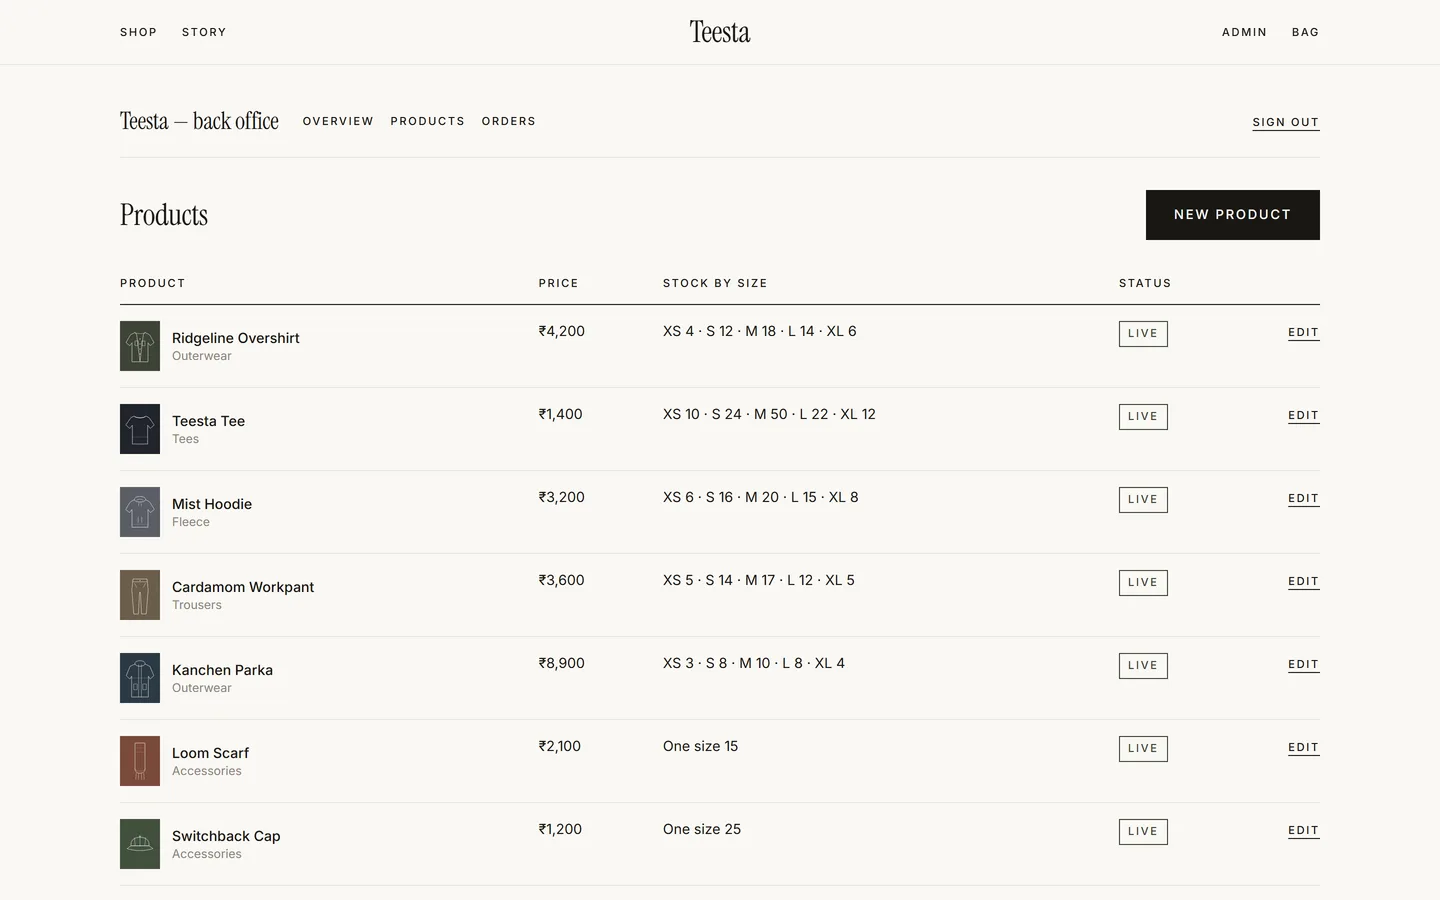 SHOP STORY Teesta ADMIN BAG
Teesta — back office OVERVIEW PRODUCTS ORDERS SIGN OUT
Products NEW PRODUCT
PRODUCT PRICE STOCK BY SIZE STATUS
Ridgeline Overshirt ₹4,200 XS 4 · S 12 · M 18 · L 14 · XL 6 LIVE EDIT
Outerwear
Teesta Tee ₹1,400 XS 10 · S 24 · M 50 · L 22 · XL 12 LIVE EDIT
Tees
Mist Hoodie ₹3,200 XS 6 · S 16 · M 20 · L 15 · XL 8 LIVE EDIT
Fleece
Cardamom Workpant ₹3,600 XS 5 · S 14 · M 17 · L 12 · XL 5 LIVE EDIT
Trousers
Kanchen Parka ₹8,900 XS 3 · S 8 · M 10 · L 8 · XL 4 LIVE EDIT
Outerwear
Loom Scarf ₹2,100 One size 15 LIVE EDIT
Accessories
Switchback Cap ₹1,200 One size 25 LIVE EDIT
Accessories